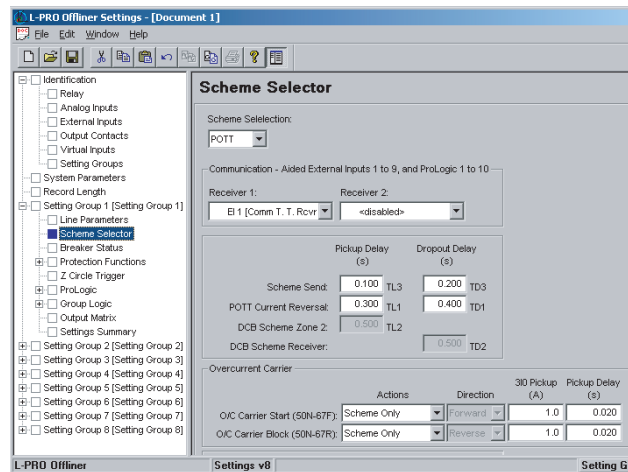 L-PRO Offliner Settings - [Document 1]
File Edit Window Help
Identification
Relay
Analog Inputs
External Inputs
Output Contacts
Virtual Inputs
Setting Groups
System Parameters
Record Length
Setting Group 1 [Setting Group 1]
Line Parameters
Scheme Selector
Breaker Status
Protection Functions
Z Circle Trigger
ProLogic
Group Logic
Output Matrix
Settings Summary
Setting Group 2 [Setting Group 2]
Setting Group 3 [Setting Group 3]
Setting Group 4 [Setting Group 4]
Setting Group 5 [Setting Group 5]
Setting Group 6 [Setting Group 6]
Setting Group 7 [Setting Group 7]
Setting Group 8 [Setting Group 8]
Scheme Selector
Scheme Selelection:
POTT
Communication - Aided External Inputs 1 to 9, and ProLogic 1 to 10
Receiver 1: Receiver 2:
EI 1 [Comm T. T. Rcvr <disabled>
Pickup Delay Dropout Delay
(s) (s)
Scheme Send: 0.100 TL3 0.200 TD3
POTT Current Reversal: 0.300 TL1 0.400 TD1
DCB Scheme Zone 2: 0.500 TL2
DCB Scheme Receiver: 0.500 TD2
Overcurrent Carrier
3I0 Pickup Pickup Delay
Actions Direction (A) (s)
O/C Carrier Start (50N-67F): Scheme Only Forward 1.0 0.020
O/C Carrier Block (50N-67R): Scheme Only Reverse 1.0 0.020
L-PRO Offliner Settings v8 Setting G